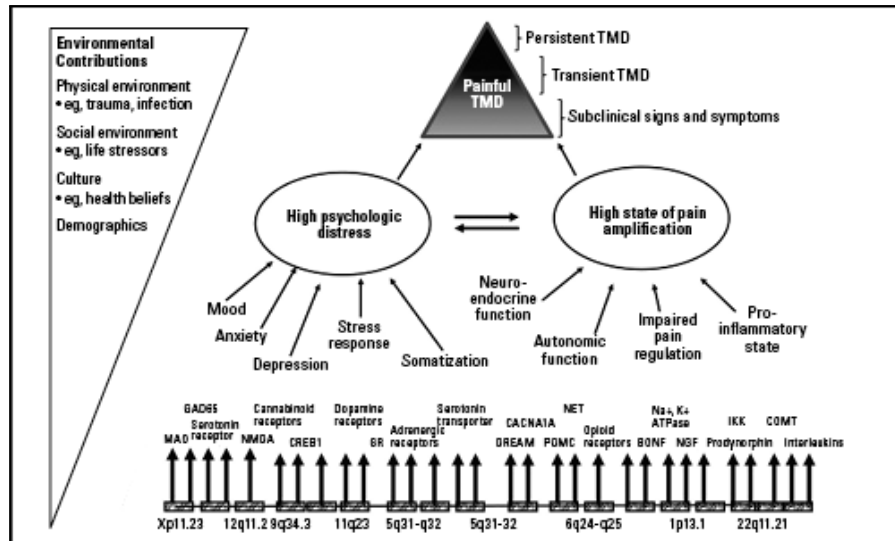 Environmental
Contributions
Physical environment
• eg, trauma, infection
Social environment
• eg, life stressors
Culture
• eg, health beliefs
Demographics
Painful
TMD
Persistent TMD
Transient TMD
Subclinical signs and symptoms
High psychologic
distress
High state of pain
amplification
Mood
Anxiety
Depression
Stress
response
Somatization
Neuro-
endocrine
function
Autonomic
function
Impaired
pain
regulation
Pro-
inflammatory
state
MAO
GAD65
Serotonin
receptor
NMDA
Cannabinoid
receptors
CREB1
Dopamine
receptors
GR
Adrenergic
receptors
Serotonin
transporter
CACNA1A
DREAM
POMC
NET
Opioid
receptors
BDNF
Na+, K+
ATPase
NGF
Prodynorphin
IKK
COMT
Interleukins
Xp11.23
12q11.2
9q34.3
11q23
5q31-q32
5q31-32
6q24-q25
1p13.1
22q11.21